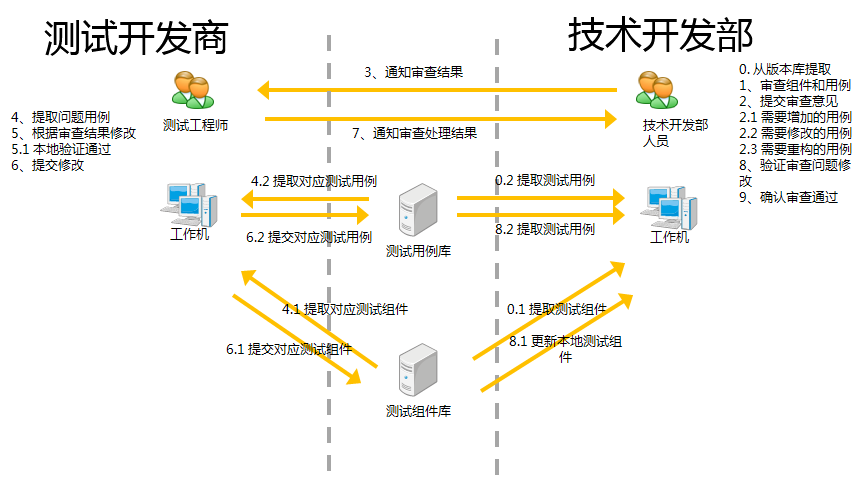 测试开发商
技术开发部
3、通知审查结果
0. 从版本库提取
1、审查组件和用例
2、提交审查意见
2.1 需要增加的用例
2.2 需要修改的用例
2.3 需要重构的用例
8、验证审查问题修
改
9、确认审查通过
4、提取问题用例
5、根据审查结果修改
5.1 本地验证通过
6、提交修改
测试工程师
7、通知审查处理结果
技术开发部
人员
4.2 提取对应测试用例
0.2 提取测试用例
工作机
6.2 提交对应测试用例
测试用例库
8.2 提取测试用例
工作机
4.1 提取对应测试组件
0.1 提取测试组件
6.1 提交对应测试组件
8.1 更新本地测试组
件
测试组件库